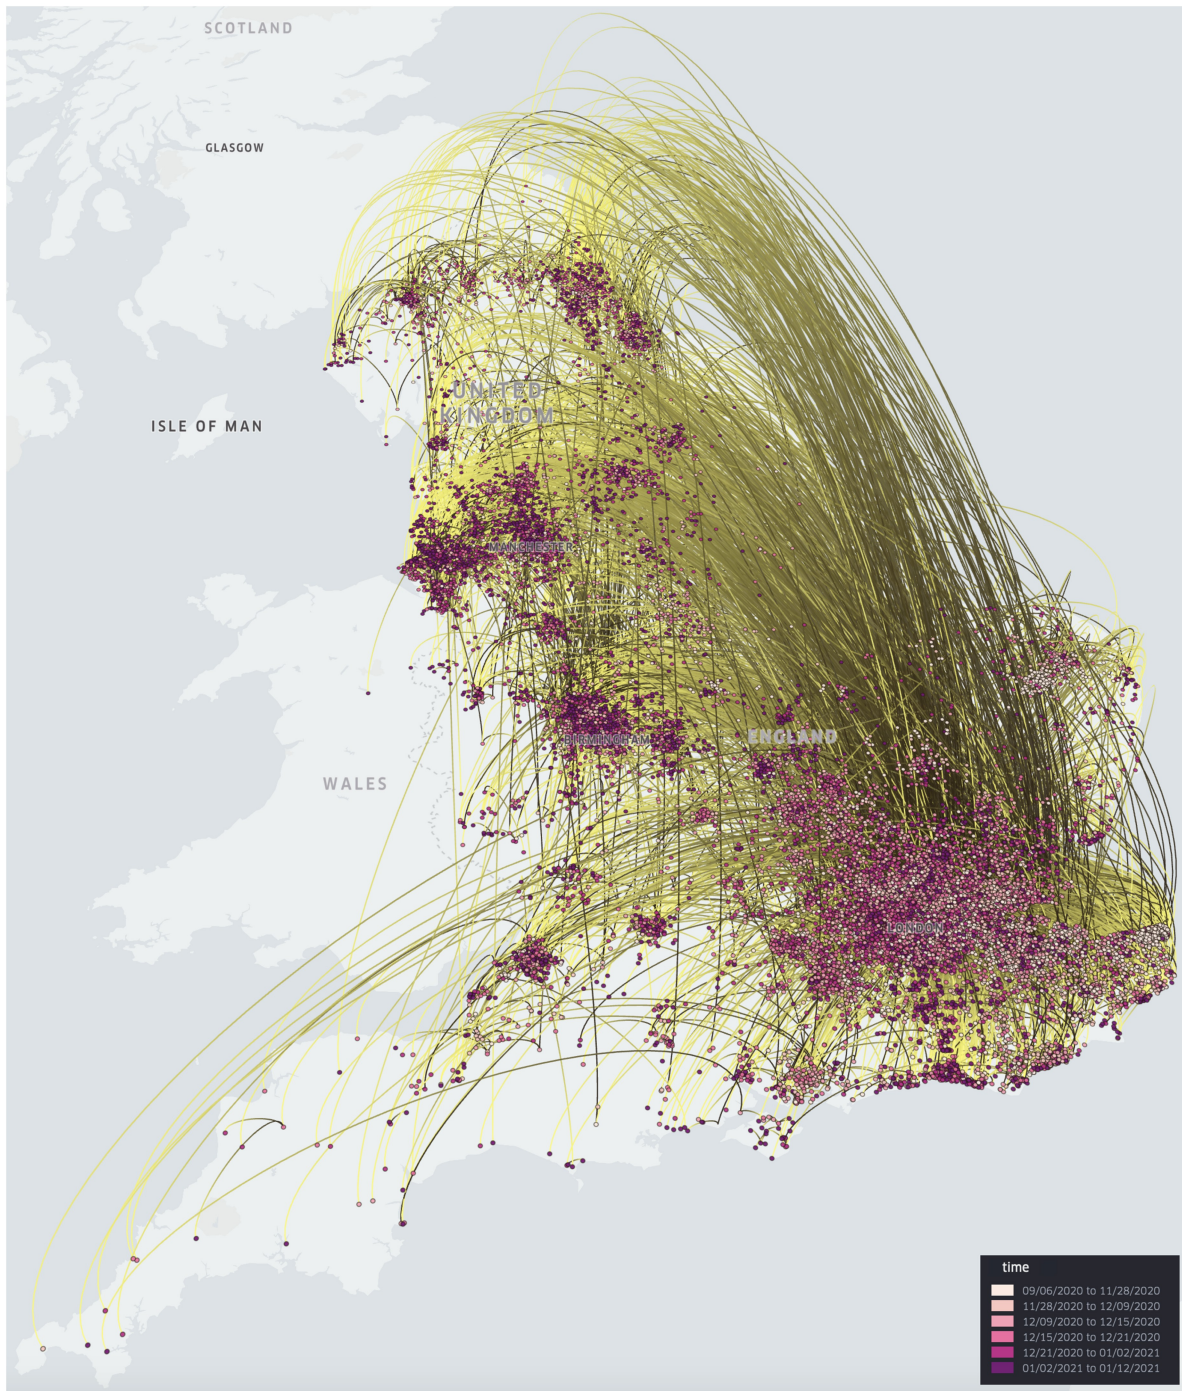 SCOTLAND
GLASGOW
UNITED
KINGDOM
ISLE OF MAN
MANCHESTER
BIRMINGHAM
ENGLAND
WALES
LONDON
time
09/06/2020 to 11/28/2020
11/28/2020 to 12/09/2020
12/09/2020 to 12/15/2020
12/15/2020 to 12/21/2020
12/21/2020 to 01/02/2021
01/02/2021 to 01/12/2021